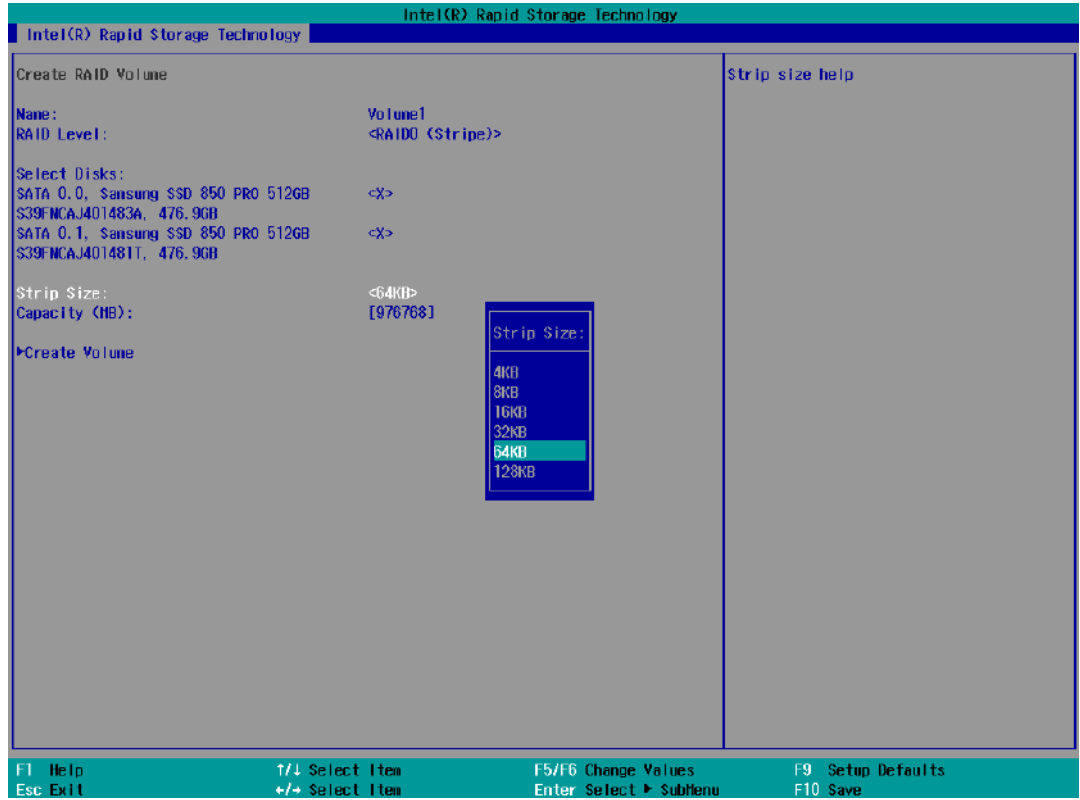 Intel(R) Rapid Storage Technology
Intel(R) Rapid Storage Technology
Create RAID Volume
Strip size help
Name: Volume1
RAID Level: <RAID0 (Stripe)>
Select Disks:
SATA 0.0, Samsung SSD 850 PRO 512GB <X>
S39FNCAJ401483A, 476.9GB
SATA 0.1, Samsung SSD 850 PRO 512GB <X>
S39FNCAJ401481T, 476.9GB
Strip Size: <64KB>
Capacity (MB): [976768]
▶Create Volume
Strip Size:
4KB
8KB
16KB
32KB
64KB
128KB
F1 Help ↑/↓ Select Item F5/F6 Change Values F9 Setup Defaults
Esc Exit ←/→ Select Item Enter Select ▶ SubMenu F10 Save